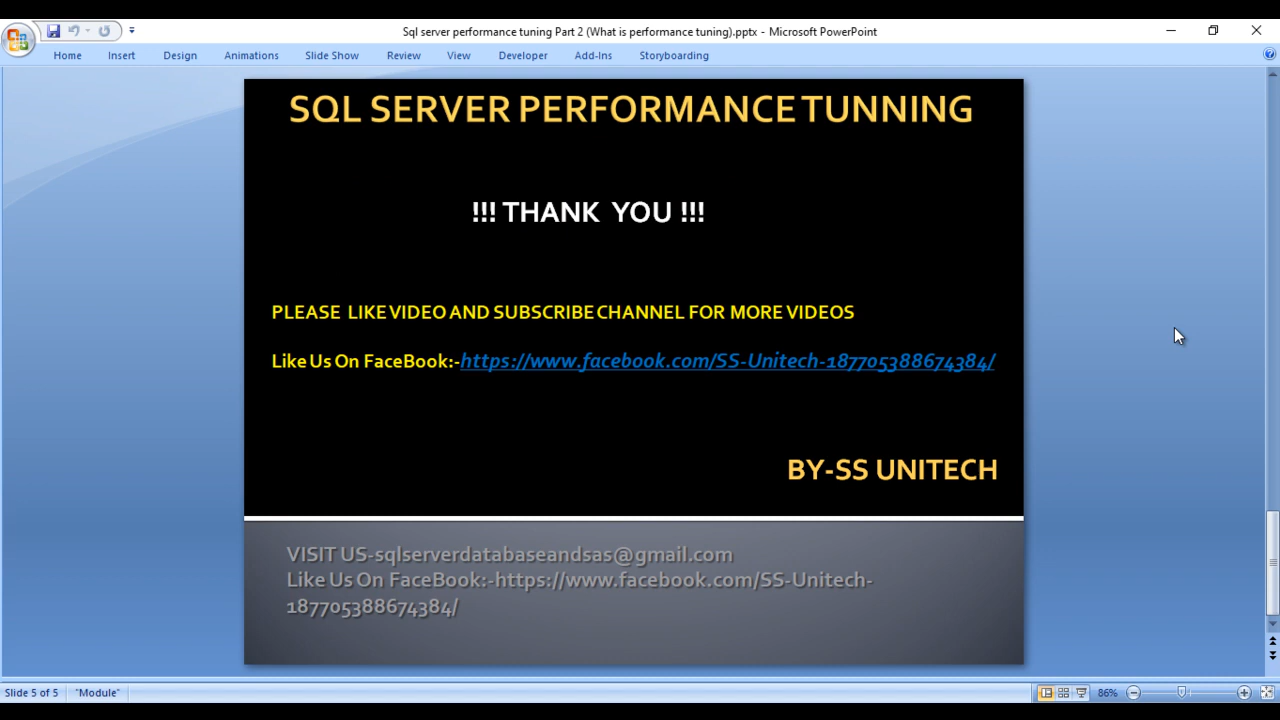 Sql server performance tuning Part 2 (What is performance tuning).pptx - Microsoft PowerPoint
Home Insert Design Animations Slide Show Review View Developer Add-Ins Storyboarding
SQL SERVER PERFORMANCE TUNNING
!!! THANK YOU !!!
PLEASE LIKE VIDEO AND SUBSCRIBE CHANNEL FOR MORE VIDEOS
Like Us On FaceBook:-https://www.facebook.com/SS-Unitech-187705388674384/
BY-SS UNITECH
VISIT US-sqlserverdatabaseandsas@gmail.com
Like Us On FaceBook:-https://www.facebook.com/SS-Unitech-
187705388674384/
Slide 5 of 5 "Module" 86%